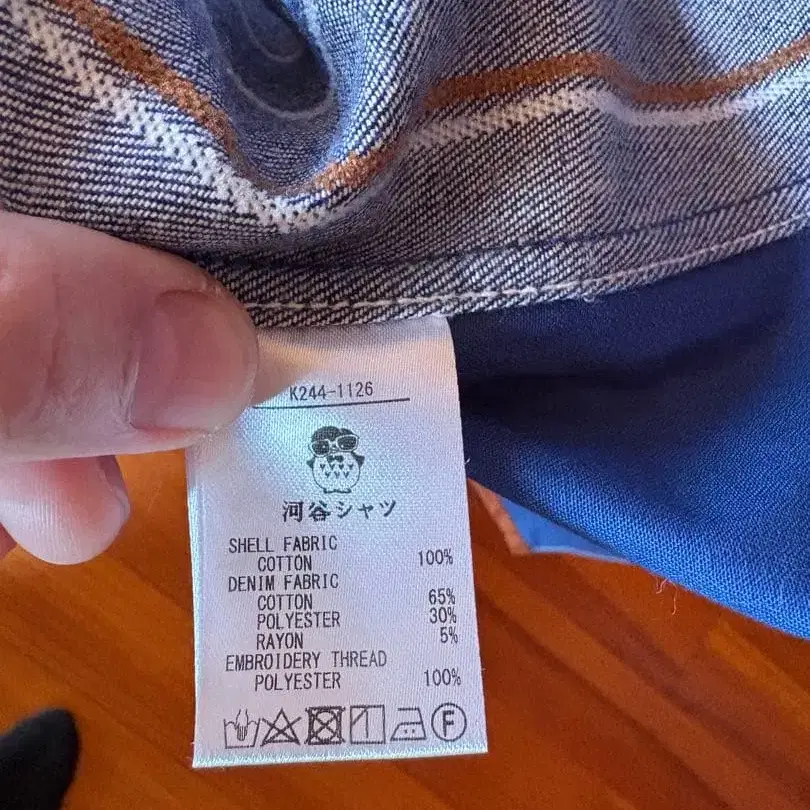 K244-1126
河谷シャツ
SHELL FABRIC
COTTON 100%
DENIM FABRIC
COTTON 65%
POLYESTER 30%
RAYON 5%
EMBROIDERY THREAD
POLYESTER 100%
F